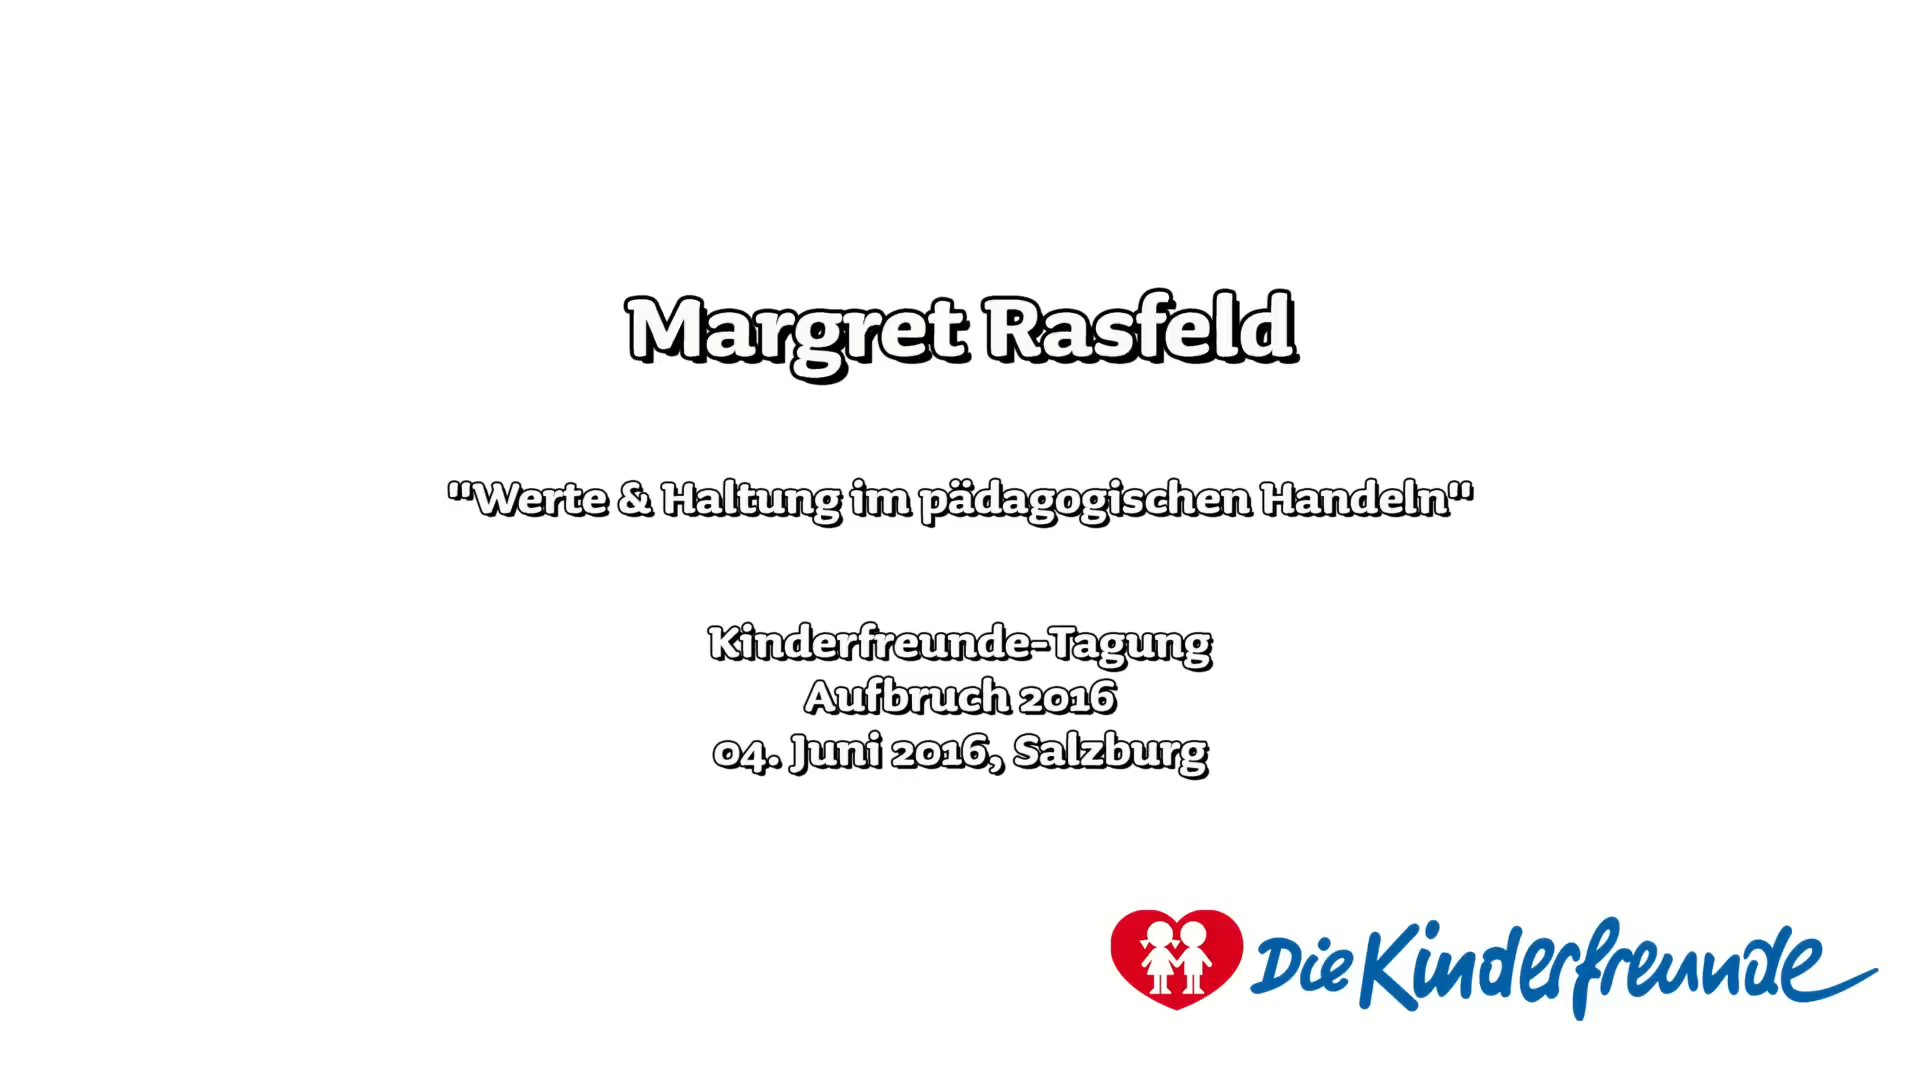 Margret Rasfeld
"Werte & Haltung im pädagogischen Handeln"
Kinderfreunde-Tagung
Aufbruch 2016
04. Juni 2016, Salzburg
Die Kinderfreunde